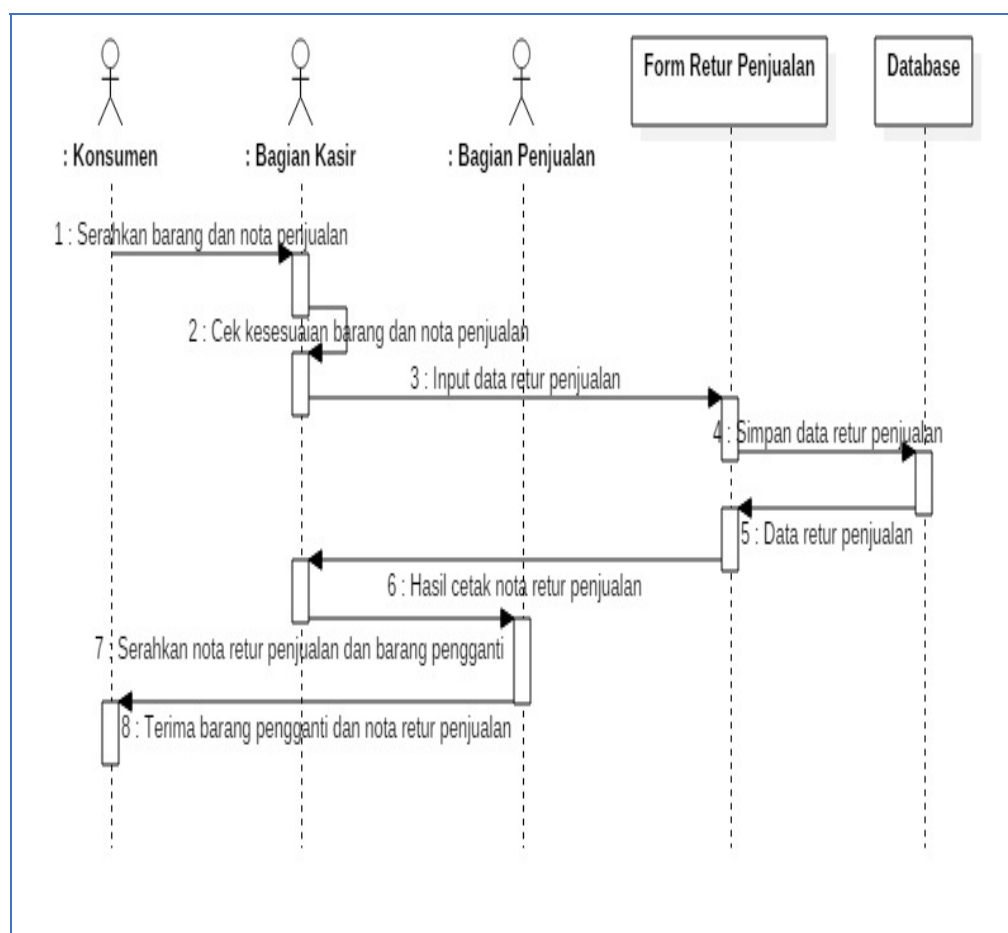 Form Retur Penjualan
Database
: Konsumen
: Bagian Kasir
: Bagian Penjualan
1 : Serahkan barang dan nota penjualan
2 : Cek kesesuaian barang dan nota penjualan
3 : Input data retur penjualan
4 : Simpan data retur penjualan
5 : Data retur penjualan
6 : Hasil cetak nota retur penjualan
7 : Serahkan nota retur penjualan dan barang pengganti
8 : Terima barang pengganti dan nota retur penjualan